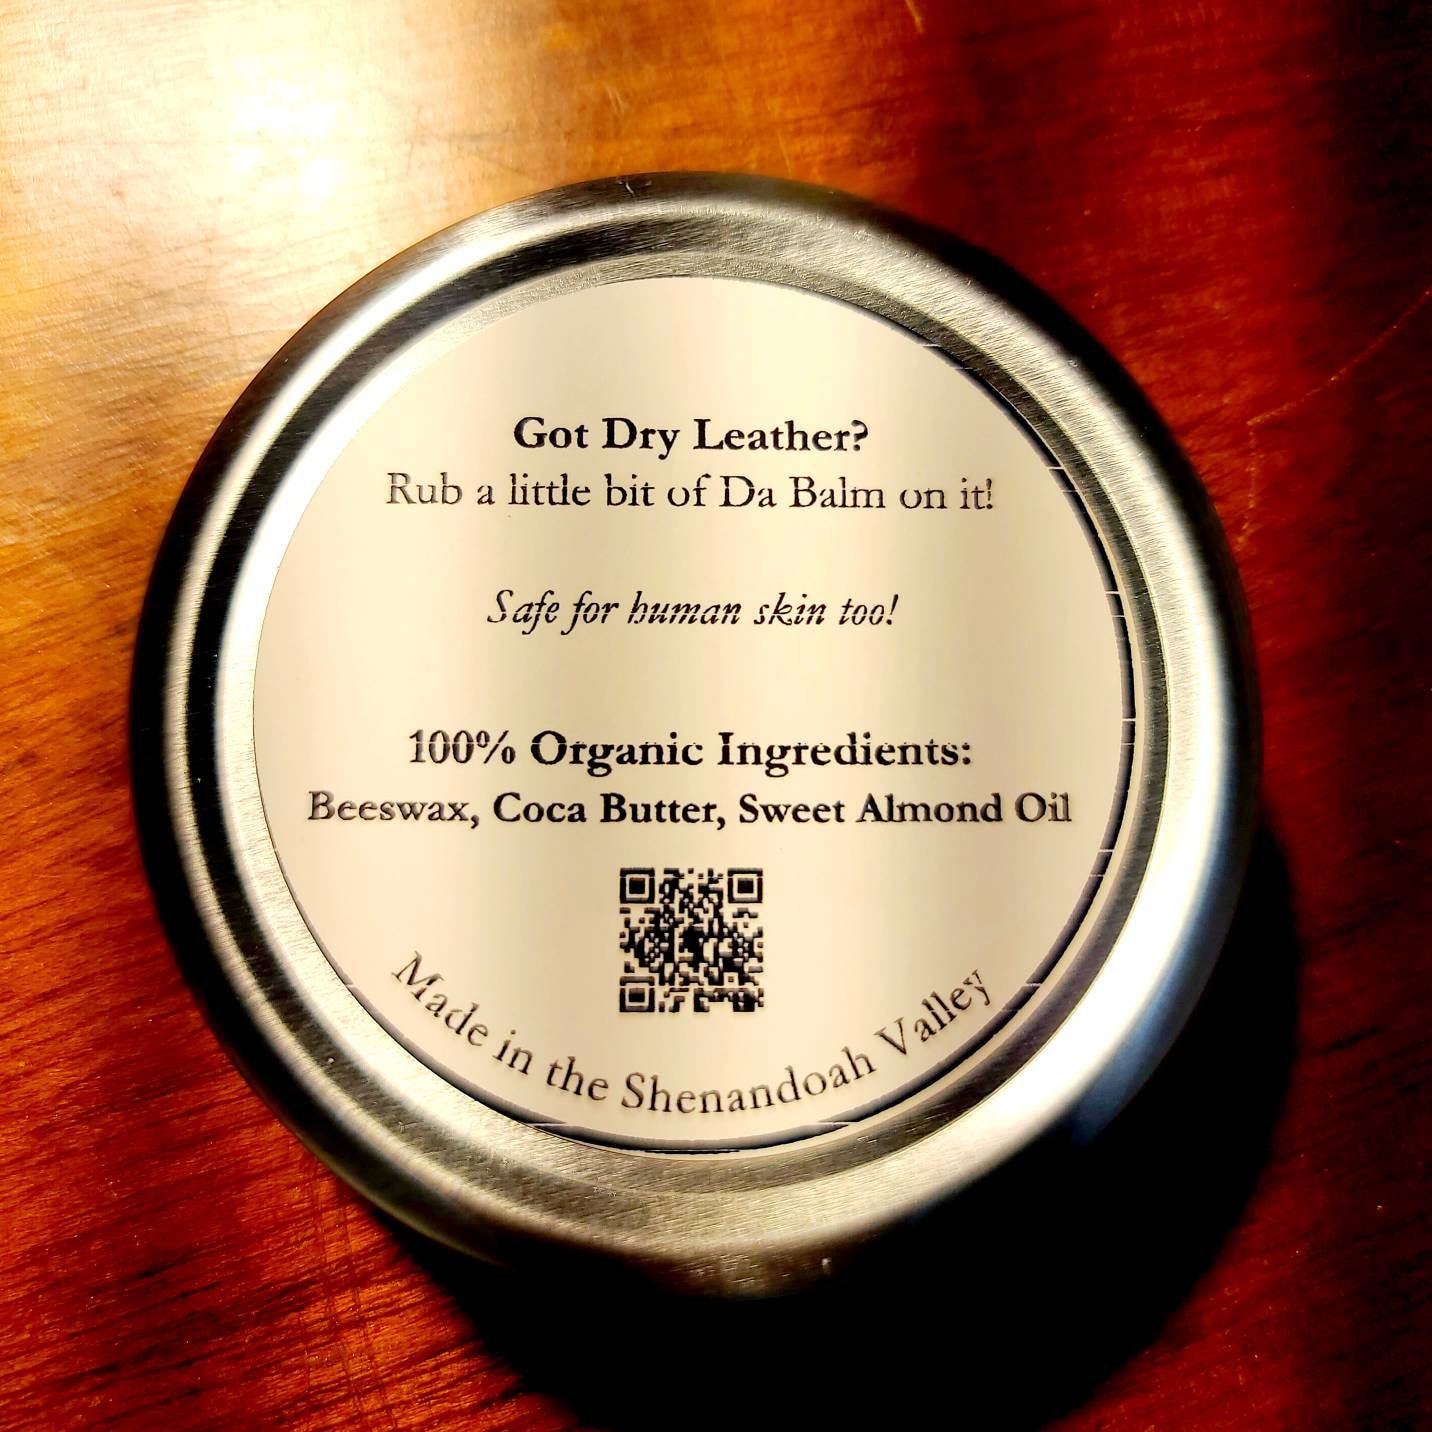 Got Dry Leather?
Rub a little bit of Da Balm on it!
Safe for human skin too!
100% Organic Ingredients:
Beeswax, Coca Butter, Sweet Almond Oil
Made in the Shenandoah Valley